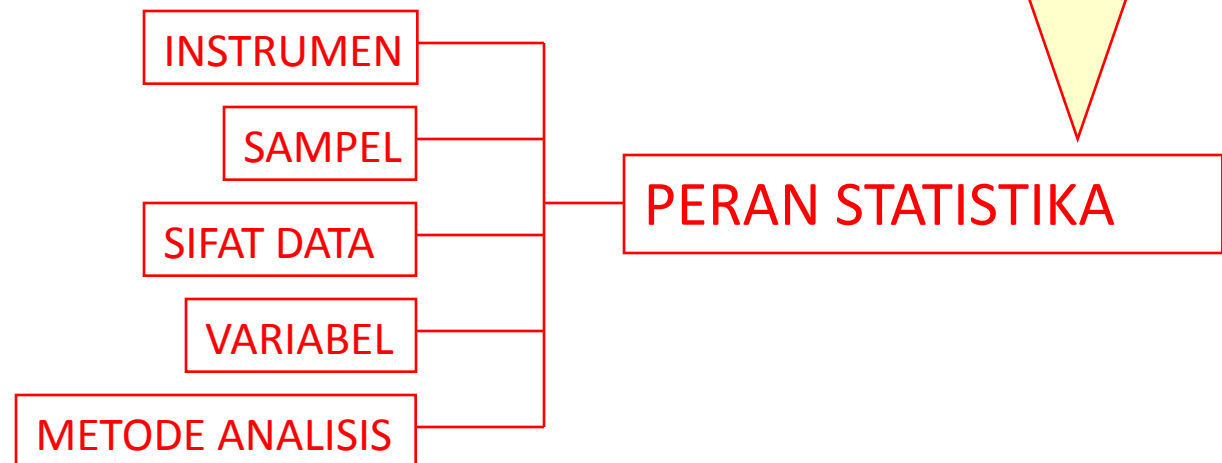 INSTRUMEN
SAMPEL
SIFAT DATA
VARIABEL
METODE ANALISIS
PERAN STATISTIKA